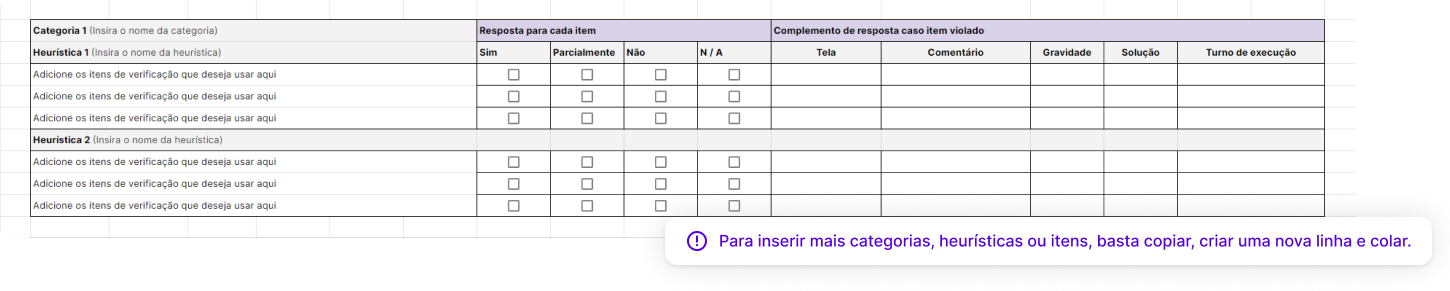 Categoria 1 (Insira o nome da categoria) Resposta para cada item Complemento de resposta caso item violado
Heurística 1 (Insira o nome da heurística) Sim Parcialmente Não N / A Tela Comentário Gravidade Solução Turno de execução
Adicione os itens de verificação que deseja usar aqui
Adicione os itens de verificação que deseja usar aqui
Adicione os itens de verificação que deseja usar aqui
Heurística 2 (Insira o nome da heurística)
Adicione os itens de verificação que deseja usar aqui
Adicione os itens de verificação que deseja usar aqui
Adicione os itens de verificação que deseja usar aqui
Para inserir mais categorias, heurísticas ou itens, basta copiar, criar uma nova linha e colar.